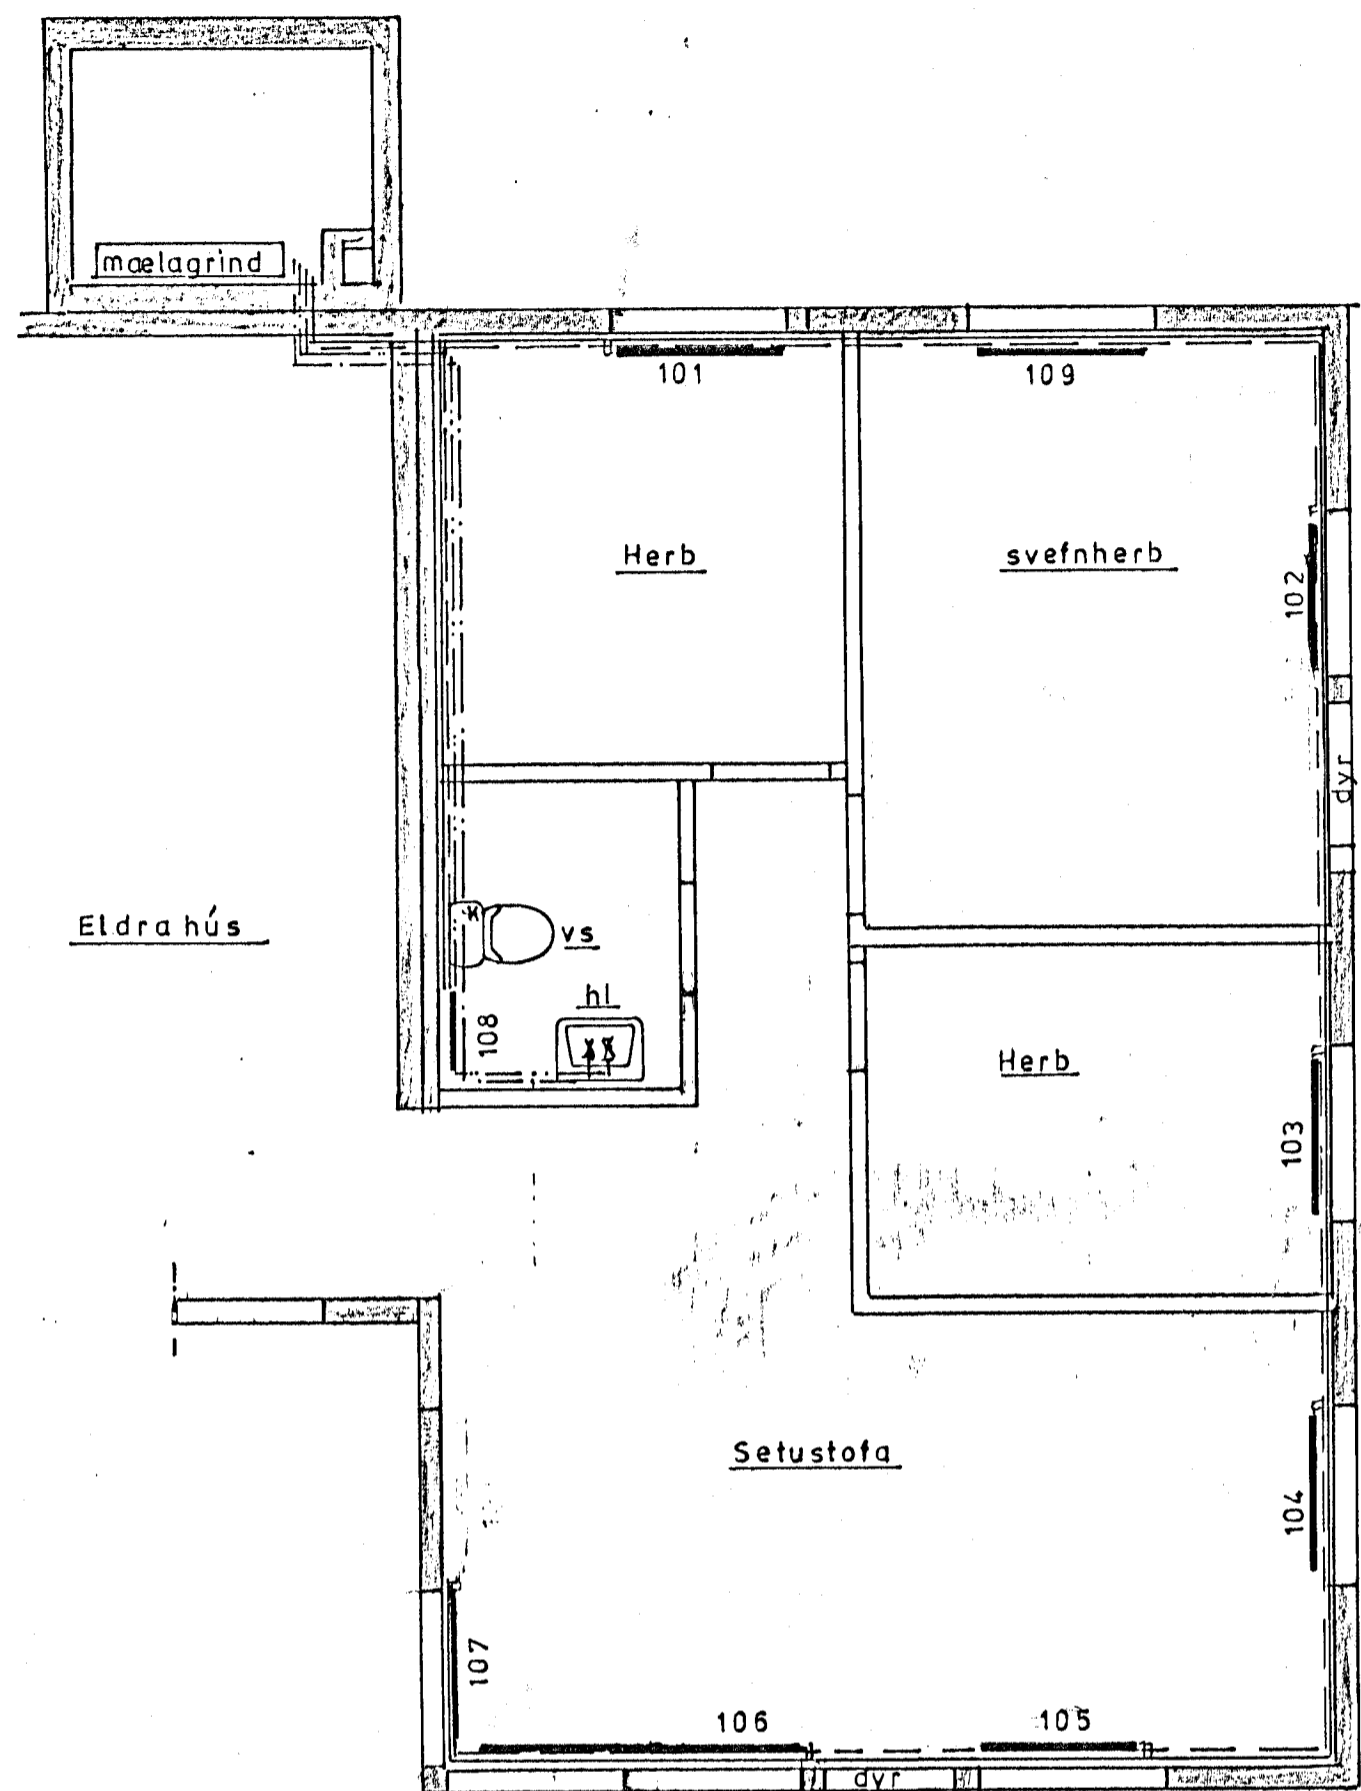 mælagrind
101
109
Herb
svefnherb
102
dyr
Eldra hús
vs
hl
108
Herb
103
Setustofa
104
107
106
105
dyr